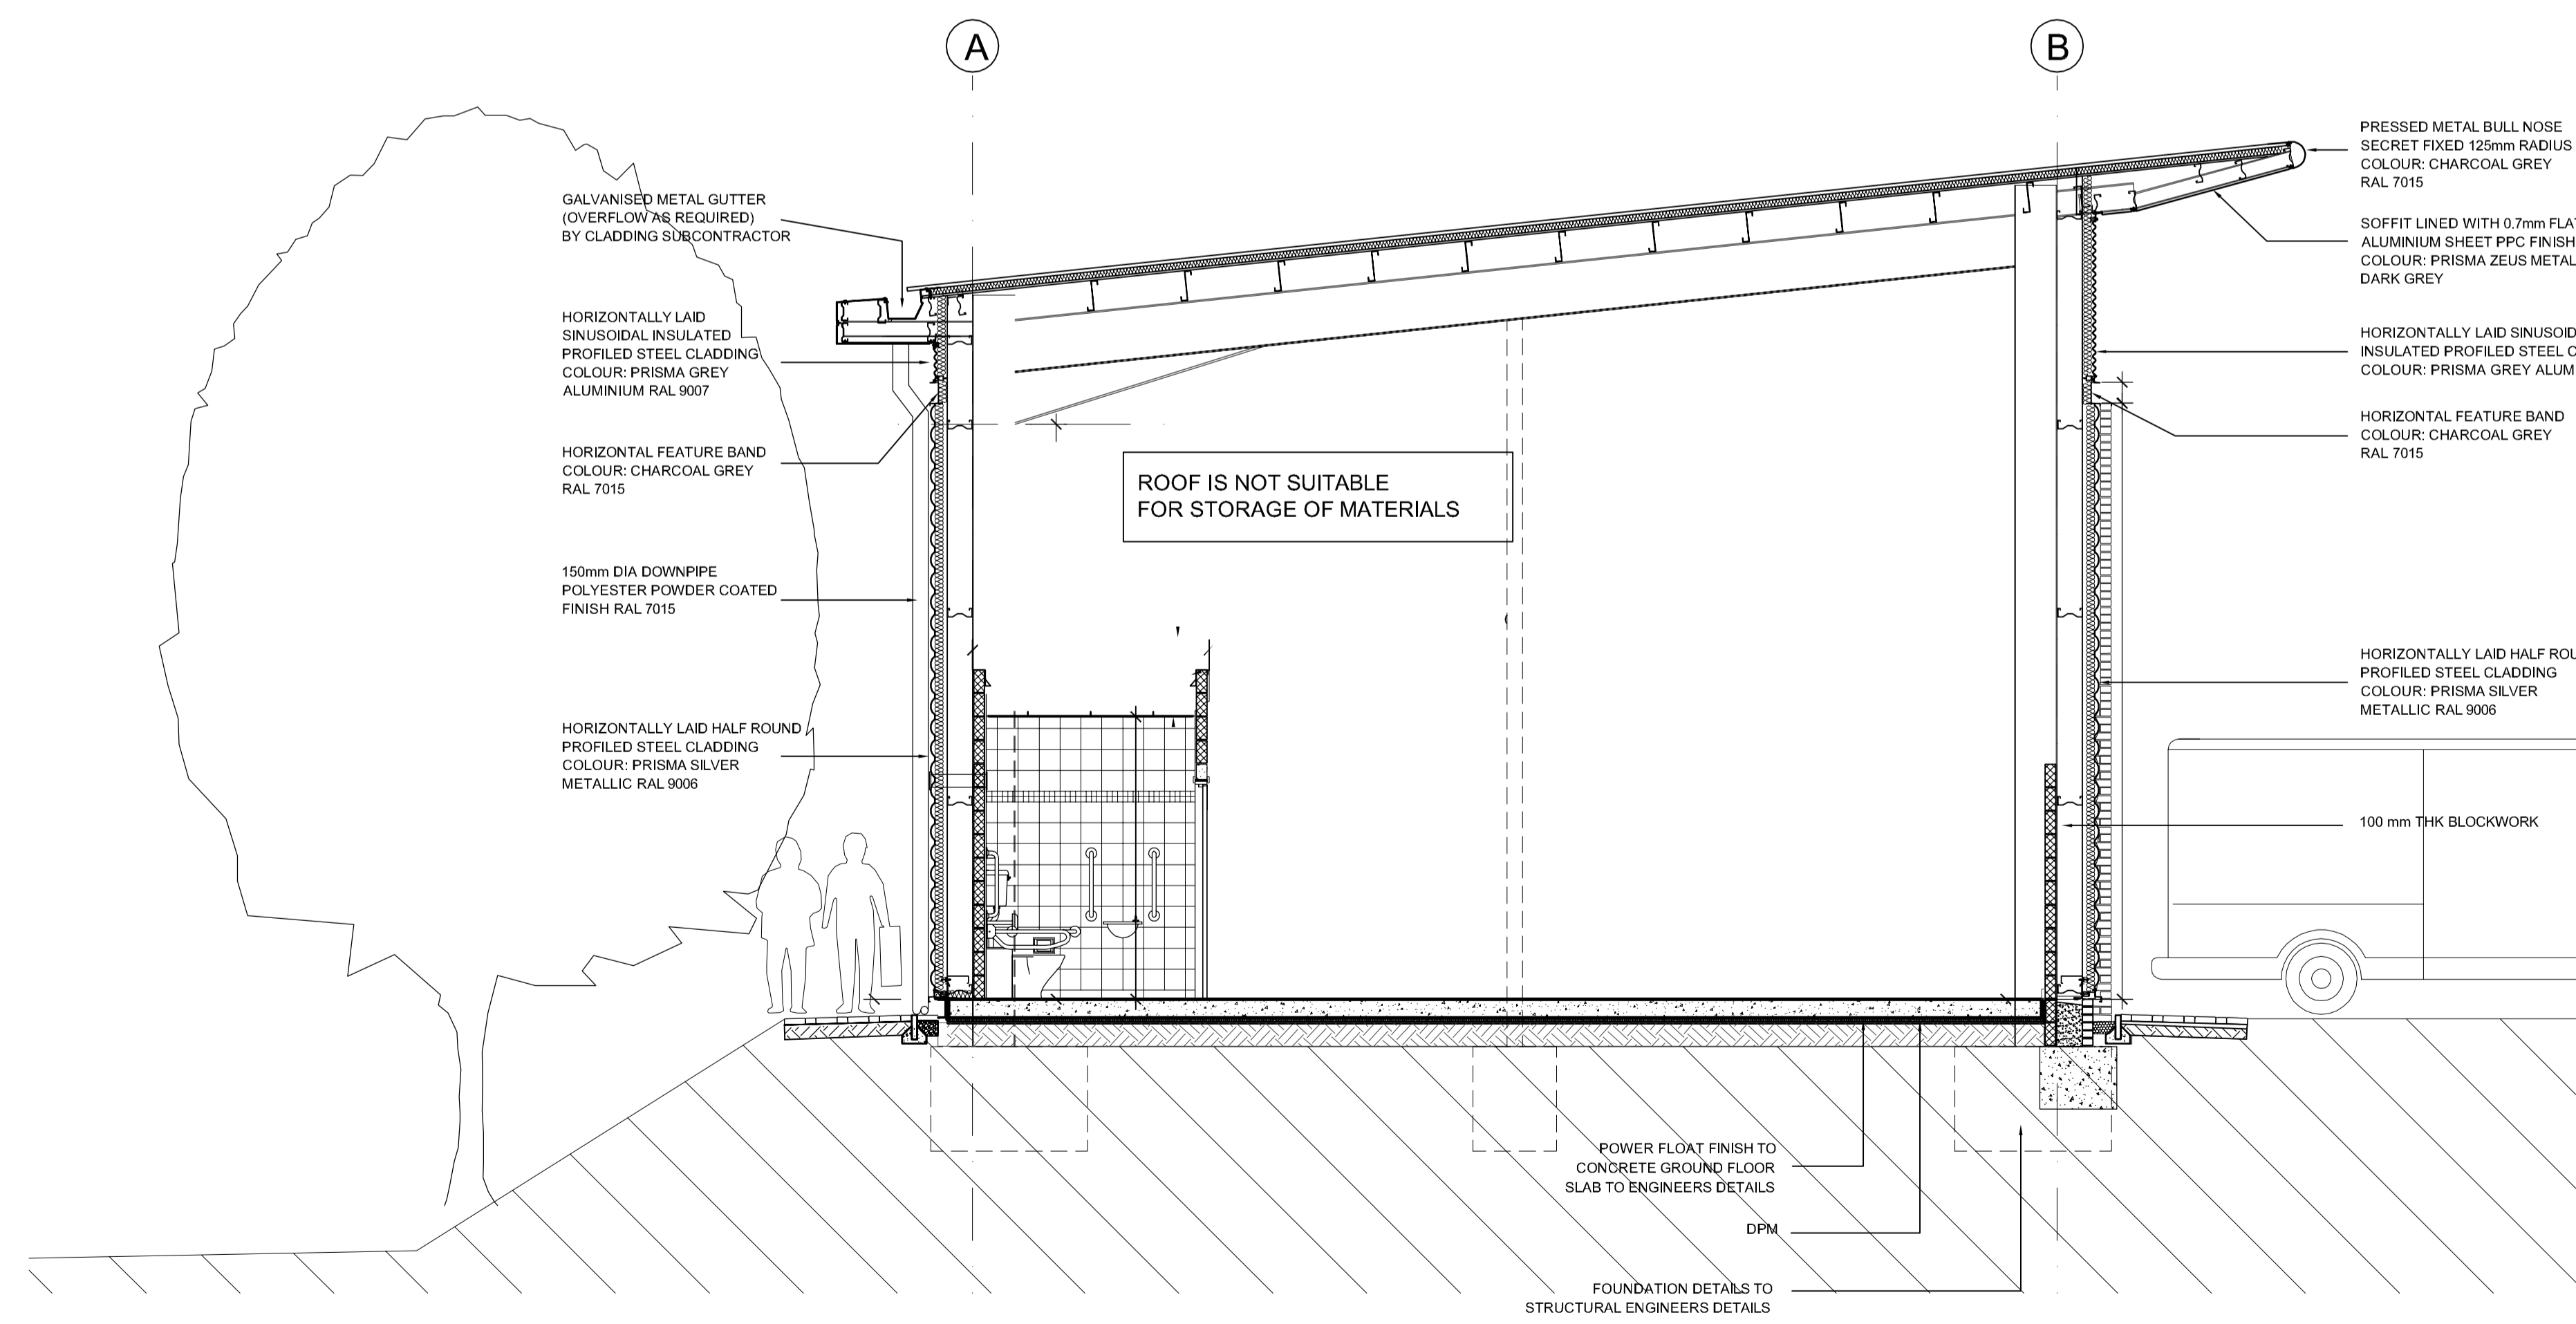 A
B
GALVANISED METAL GUTTER
(OVERFLOW AS REQUIRED)
BY CLADDING SUBCONTRACTOR
HORIZONTALLY LAID
SINUSOIDAL INSULATED
PROFILED STEEL CLADDING
COLOUR: PRISMA GREY
ALUMINIUM RAL 9007
HORIZONTAL FEATURE BAND
COLOUR: CHARCOAL GREY
RAL 7015
150mm DIA DOWNPIPE
POLYESTER POWDER COATED
FINISH RAL 7015
HORIZONTALLY LAID HALF ROUND
PROFILED STEEL CLADDING
COLOUR: PRISMA SILVER
METALLIC RAL 9006
ROOF IS NOT SUITABLE
FOR STORAGE OF MATERIALS
PRESSED METAL BULL NOSE
SECRET FIXED 125mm RADIUS
COLOUR: CHARCOAL GREY
RAL 7015
SOFFIT LINED WITH 0.7mm FLA
ALUMINIUM SHEET PPC FINISH
COLOUR: PRISMA ZEUS METAL
DARK GREY
HORIZONTALLY LAID SINUSOID
INSULATED PROFILED STEEL C
COLOUR: PRISMA GREY ALUM
HORIZONTAL FEATURE BAND
COLOUR: CHARCOAL GREY
RAL 7015
HORIZONTALLY LAID HALF ROU
PROFILED STEEL CLADDING
COLOUR: PRISMA SILVER
METALLIC RAL 9006
100 mm THK BLOCKWORK
POWER FLOAT FINISH TO
CONCRETE GROUND FLOOR
SLAB TO ENGINEERS DETAILS
DPM
FOUNDATION DETAILS TO
STRUCTURAL ENGINEERS DETAILS